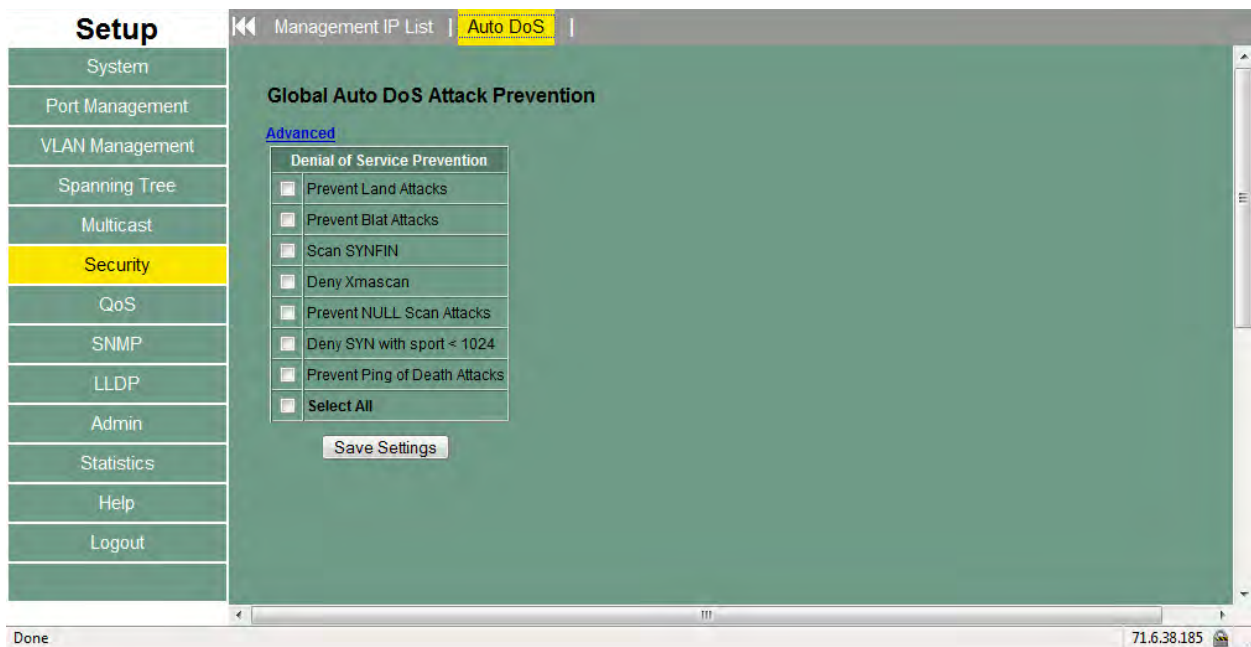 Setup
System
Port Management
VLAN Management
Spanning Tree
Multicast
Security
QoS
SNMP
LLDP
Admin
Statistics
Help
Logout
Management IP List | Auto DoS |
Global Auto DoS Attack Prevention
Advanced
Denial of Service Prevention
Prevent Land Attacks
Prevent Blat Attacks
Scan SYNFIN
Deny Xmascan
Prevent NULL Scan Attacks
Deny SYN with sport < 1024
Prevent Ping of Death Attacks
Select All
Save Settings
Done
71.6.38.185